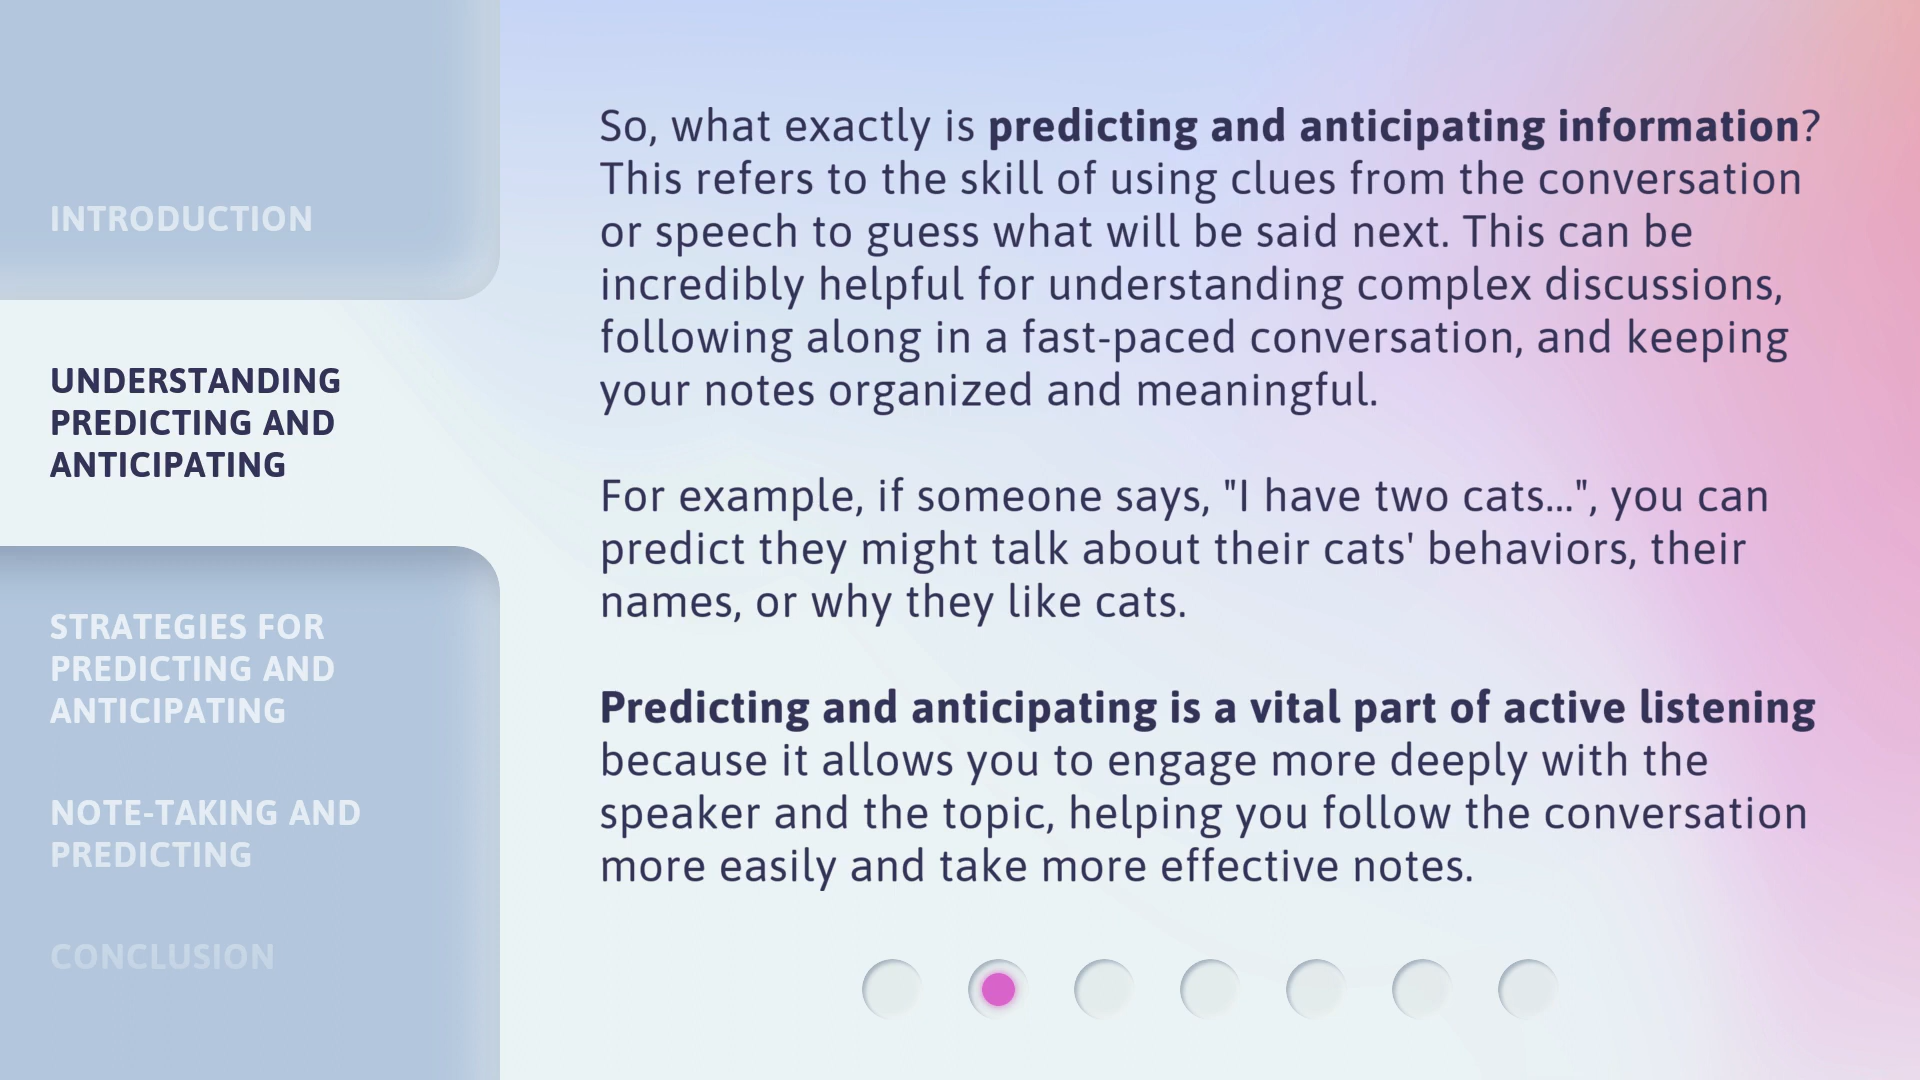 INTRODUCTION
UNDERSTANDING
PREDICTING AND
ANTICIPATING
STRATEGIES FOR
PREDICTING AND
ANTICIPATING
NOTE-TAKING AND
PREDICTING
CONCLUSION
So, what exactly is predicting and anticipating information?
This refers to the skill of using clues from the conversation
or speech to guess what will be said next. This can be
incredibly helpful for understanding complex discussions,
following along in a fast-paced conversation, and keeping
your notes organized and meaningful.
For example, if someone says, "I have two cats...", you can
predict they might talk about their cats' behaviors, their
names, or why they like cats.
Predicting and anticipating is a vital part of active listening
because it allows you to engage more deeply with the
speaker and the topic, helping you follow the conversation
more easily and take more effective notes.